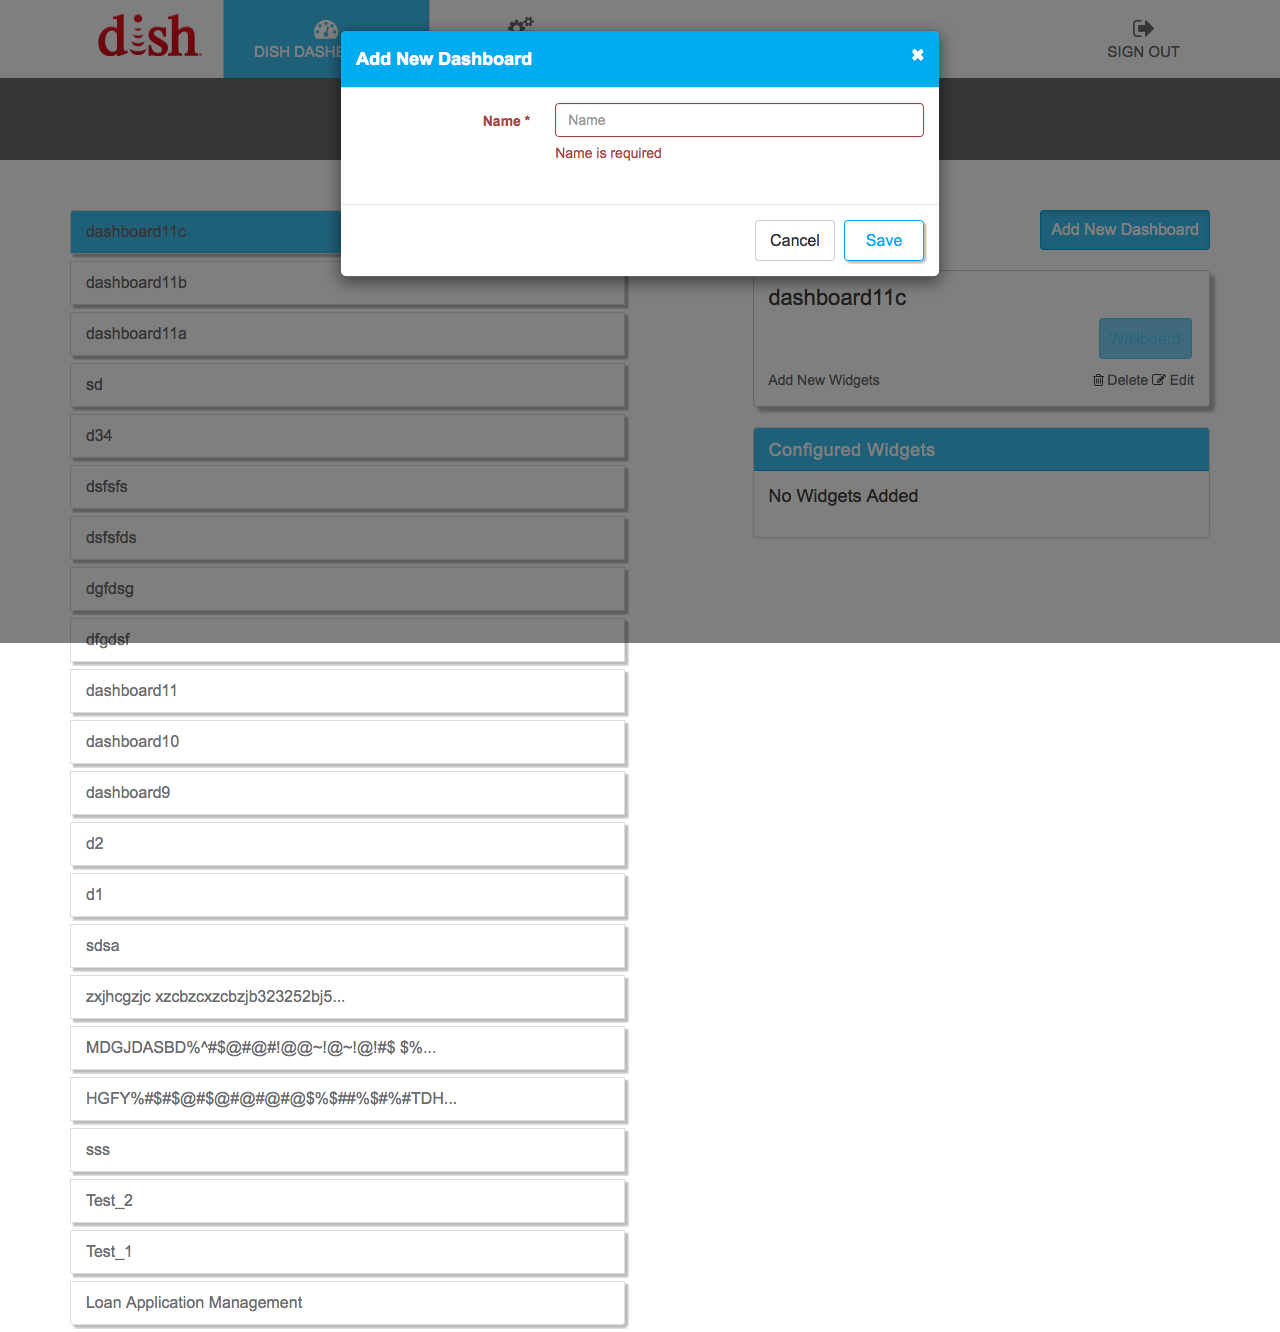 dish
DISH DASHB
SIGN OUT
Add New Dashboard
Name *
Name
Name is required
Cancel
Save
Add New Dashboard
dashboard11c
dashboard11b
dashboard11a
sd
d34
dsfsfs
dsfsfds
dgfdsg
dfgdsf
dashboard11
dashboard10
dashboard9
d2
d1
sdsa
zxjhcgzjc xzcbzcxzcbzjb323252bj5...
MDGJDASBD%^#$@#@#!@@~!@~!@!#$ $%...
HGFY%#$#$@#$@#@#@#@$%$##%$#%#TDH...
sss
Test_2
Test_1
Loan Application Management
dashboard11c
Wallboard
Add New Widgets
Delete
Edit
Configured Widgets
No Widgets Added